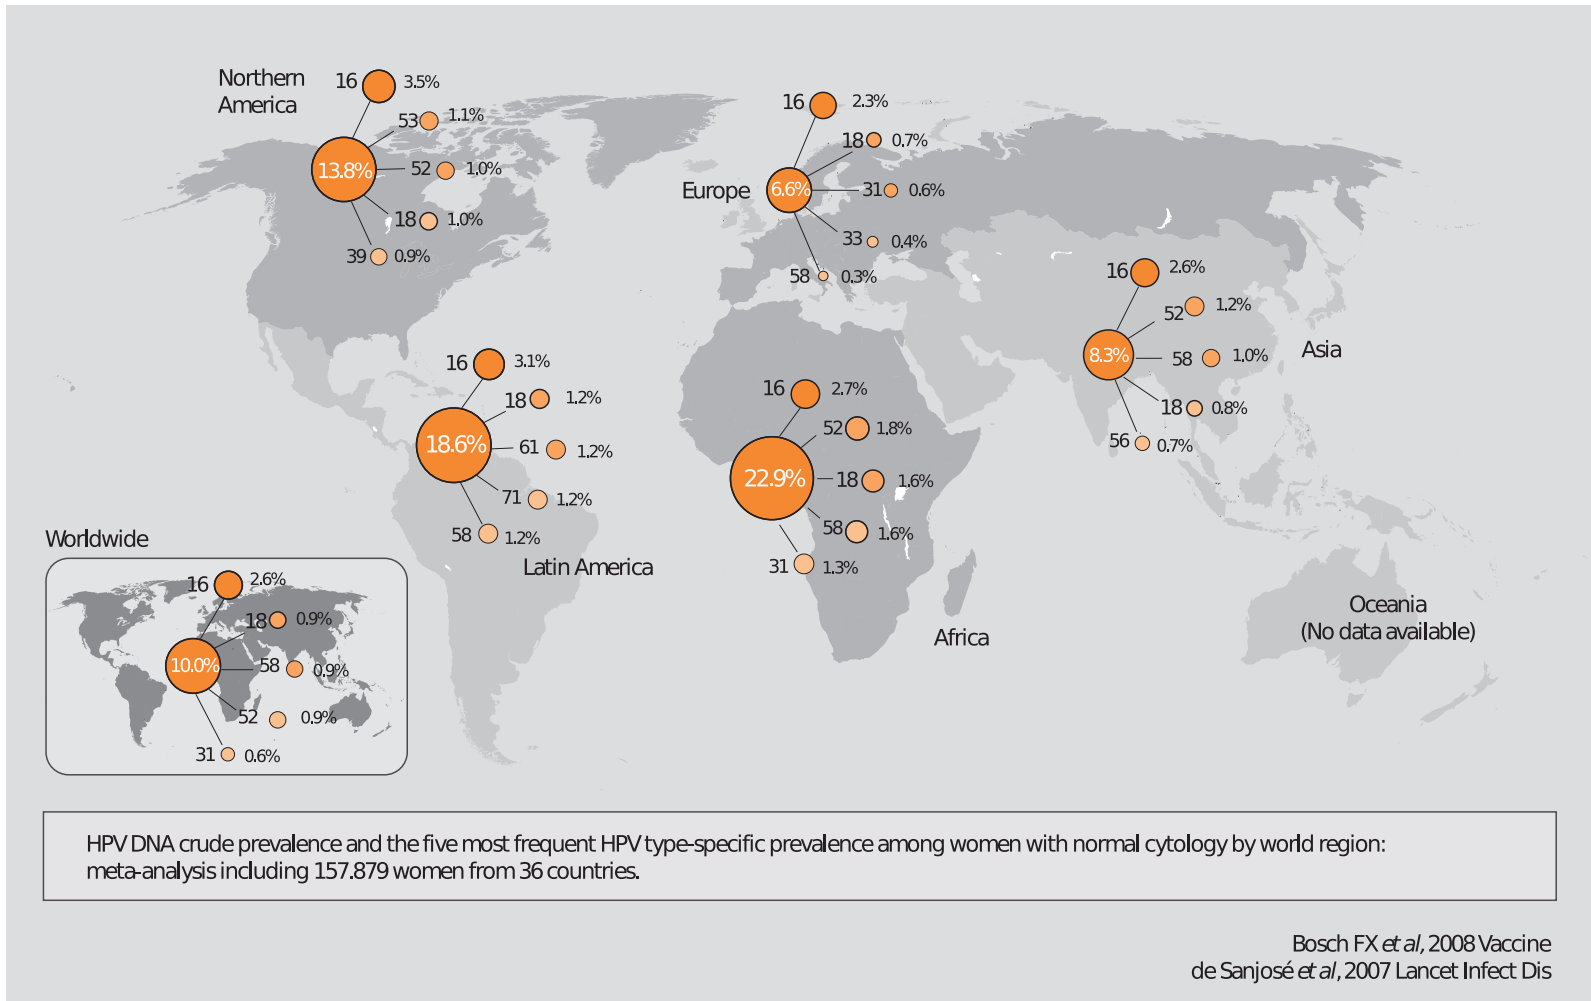 Northern
America
16 3.5%
53 1.1%
13.8%
52 1.0%
18 1.0%
39 0.9%
Europe
16 2.3%
18 0.7%
6.6%
31 0.6%
33 0.4%
58 0.3%
Asia
16 2.6%
52 1.2%
8.3%
58 1.0%
18 0.8%
56 0.7%
Latin America
16 3.1%
18 1.2%
18.6%
61 1.2%
71 1.2%
58 1.2%
Africa
16 2.7%
52 1.8%
22.9%
18 1.6%
58 1.6%
31 1.3%
Oceania
(No data available)
Worldwide
16 2.6%
18 0.9%
10.0%
58 0.9%
52 0.9%
31 0.6%
HPV DNA crude prevalence and the five most frequent HPV type-specific prevalence among women with normal cytology by world region:
meta-analysis including 157.879 women from 36 countries.
Bosch FX et al, 2008 Vaccine
de Sanjosé et al, 2007 Lancet Infect Dis